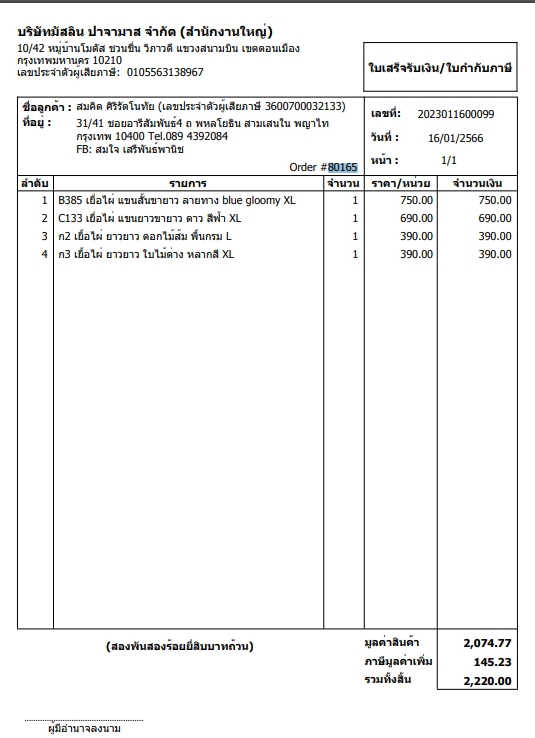 บริษัทมัสลิน ปาจามาส จำกัด (สำนักงานใหญ่)
10/42 หมู่บ้านโมดัส ชวนชื่น วิภาวดี แขวงสนามบิน เขตดอนเมือง
กรุงเทพมหานคร 10210
เลขประจำตัวผู้เสียภาษี: 0105563138967
ใบเสร็จรับเงิน/ใบกำกับภาษี
ชื่อลูกค้า : สมคิด ศิริรัตโนทัย (เลขประจำตัวผู้เสียภาษี 3600700032133)
ที่อยู่ : 31/41 ซอยอารีสัมพันธ์4 ถ พหลโยธิน สามเสนใน พญาไท
กรุงเทพ 10400 Tel.089 4392084
FB: สมใจ เสรีพันธ์พานิช
Order #80165
เลขที่: 2023011600099
วันที่ : 16/01/2566
หน้า : 1/1
ลำดับ รายการ จำนวน ราคา/หน่วย จำนวนเงิน
1 B385 เยื่อไผ่ แขนสั้นขายาว ลายทาง blue gloomy XL 1 750.00 750.00
2 C133 เยื่อไผ่ แขนยาวขายาว ดาว สีฟ้า XL 1 690.00 690.00
3 ก2 เยื่อไผ่ ยาวยาว ดอกไม้ส้ม พื้นกรม L 1 390.00 390.00
4 ก3 เยื่อไผ่ ยาวยาว ใบไม้ด่าง หลากสี XL 1 390.00 390.00
(สองพันสองร้อยยี่สิบบาทถ้วน)
มูลค่าสินค้า 2,074.77
ภาษีมูลค่าเพิ่ม 145.23
รวมทั้งสิ้น 2,220.00
ผู้มีอำนาจลงนาม